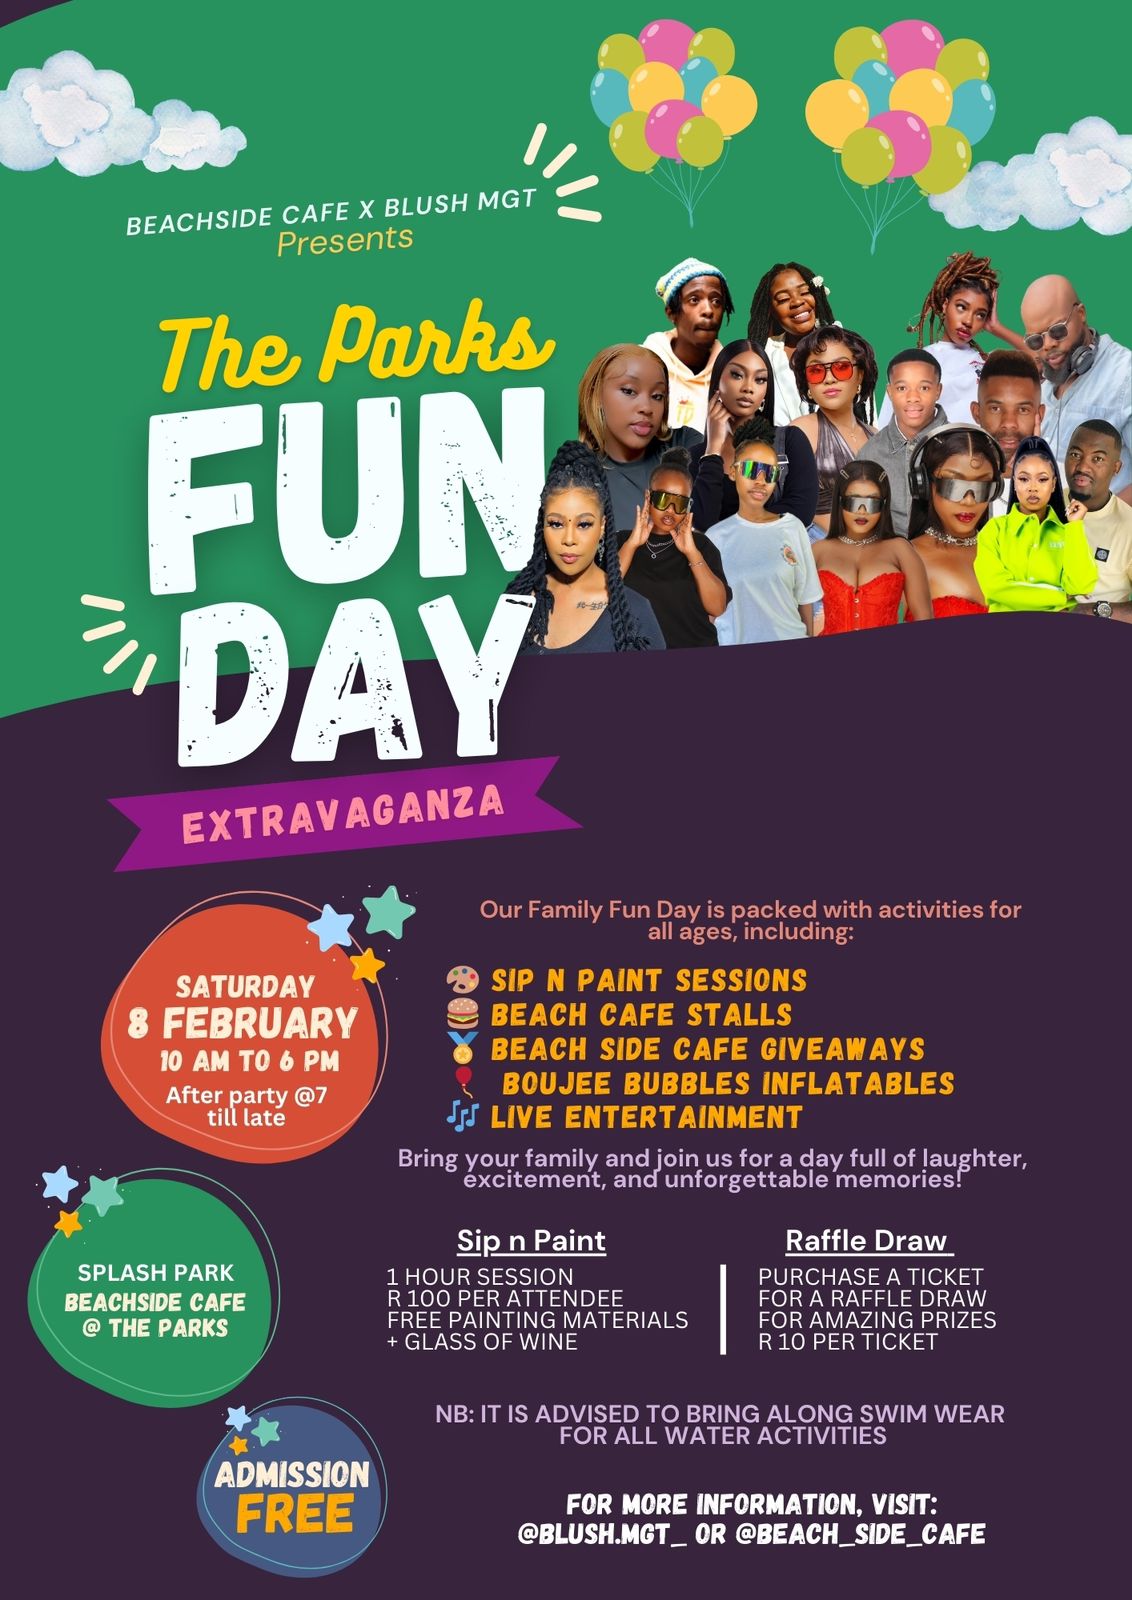 BEACHSIDE CAFE X BLUSH MGT
Presents
The Parks
FUN
DAY
EXTRAVAGANZA
SATURDAY
8 FEBRUARY
10 AM TO 6 PM
After party @7
till late
Our Family Fun Day is packed with activities for
all ages, including:
SIP N PAINT SESSIONS
BEACH CAFE STALLS
BEACH SIDE CAFE GIVEAWAYS
BOUJEE BUBBLES INFLATABLES
LIVE ENTERTAINMENT
Bring your family and join us for a day full of laughter,
excitement, and unforgettable memories!
SPLASH PARK
BEACHSIDE CAFE
@ THE PARKS
Sip n Paint
1 HOUR SESSION
R 100 PER ATTENDEE
FREE PAINTING MATERIALS
+ GLASS OF WINE
Raffle Draw
PURCHASE A TICKET
FOR A RAFFLE DRAW
FOR AMAZING PRIZES
R 10 PER TICKET
NB: IT IS ADVISED TO BRING ALONG SWIM WEAR
FOR ALL WATER ACTIVITIES
ADMISSION
FREE
FOR MORE INFORMATION, VISIT:
@BLUSH.MGT_ OR @BEACH_SIDE_CAFE